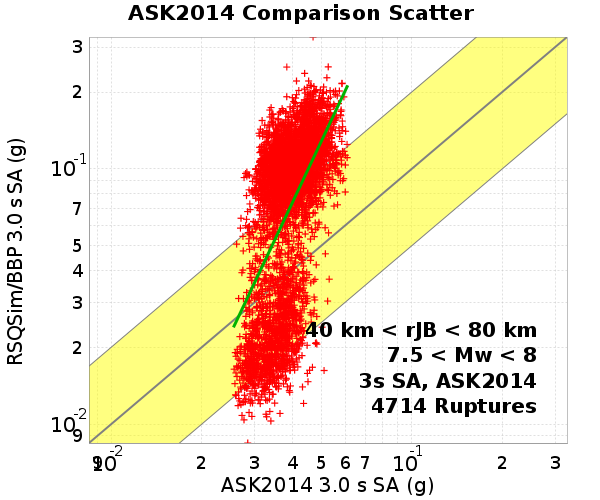 ASK2014 Comparison Scatter
RSQSim/BBP 3.0 s SA (g)
3
2
10-1
7
5
4
3
2
10-2
9
40 km < rJB < 80 km
7.5 < Mw < 8
3s SA, ASK2014
4714 Ruptures
9 10-2 2 3 4 5 6 7 10-1 2 3
ASK2014 3.0 s SA (g)